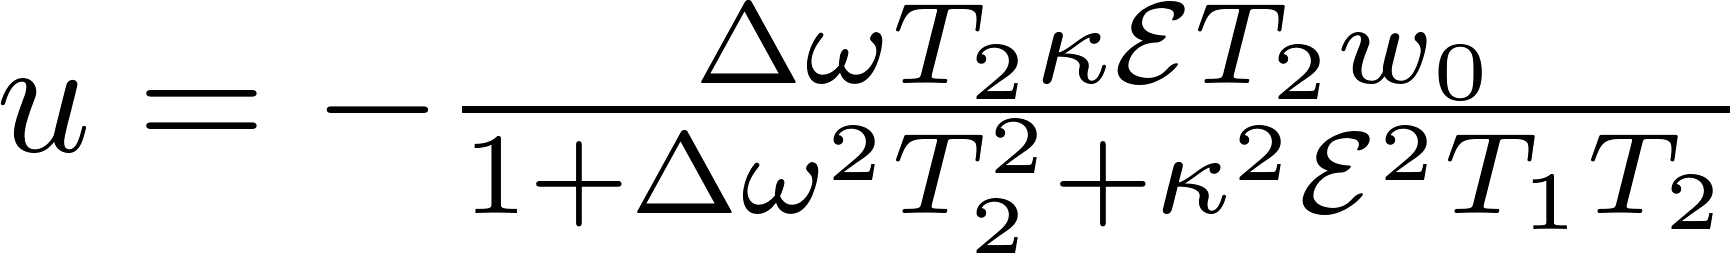 u = -\frac{\Delta\omega T_2 \kappa \mathcal{E} T_2 w_0}{1+\Delta\omega^2 T_2^2+\kappa^2 \mathcal{E}^2 T_1 T_2}